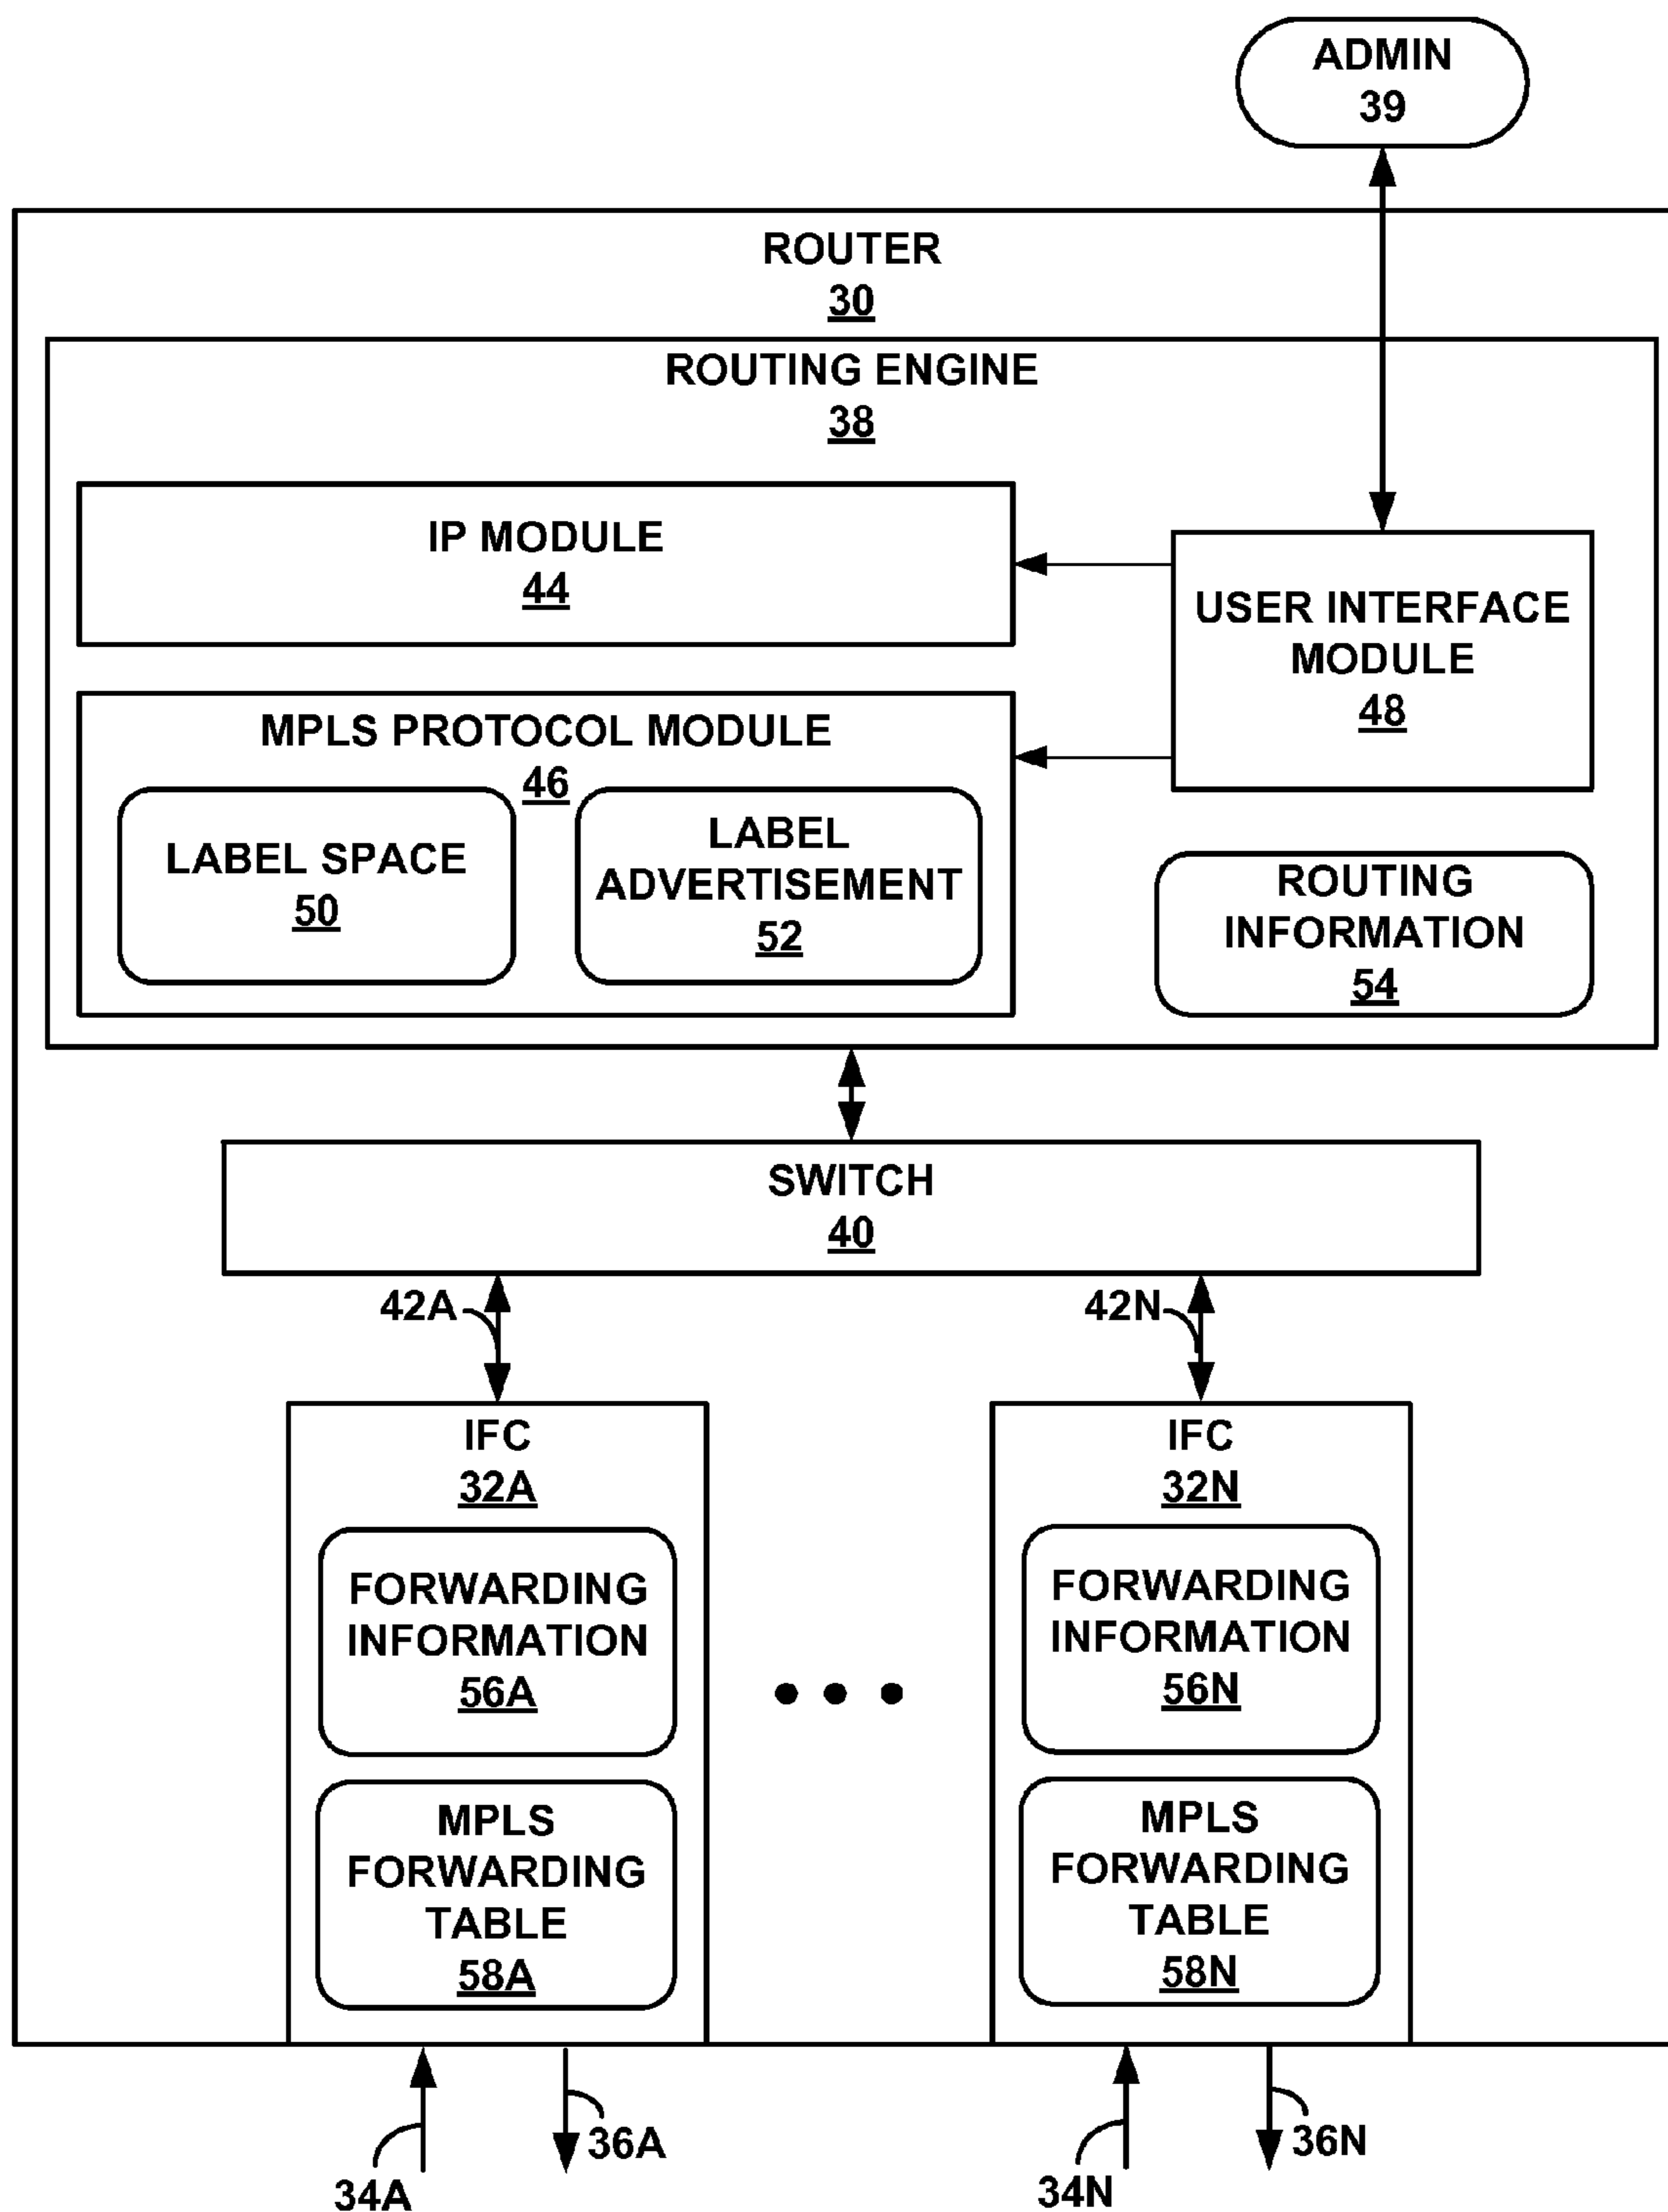 ADMIN
39
ROUTER
30
ROUTING ENGINE
38
IP MODULE
44
USER INTERFACE
MODULE
48
MPLS PROTOCOL MODULE
46
LABEL SPACE
50
LABEL
ADVERTISEMENT
52
ROUTING
INFORMATION
54
SWITCH
40
42A
42N
IFC
32A
FORWARDING
INFORMATION
56A
MPLS
FORWARDING
TABLE
58A
IFC
32N
FORWARDING
INFORMATION
56N
MPLS
FORWARDING
TABLE
58N
34A
36A
34N
36N